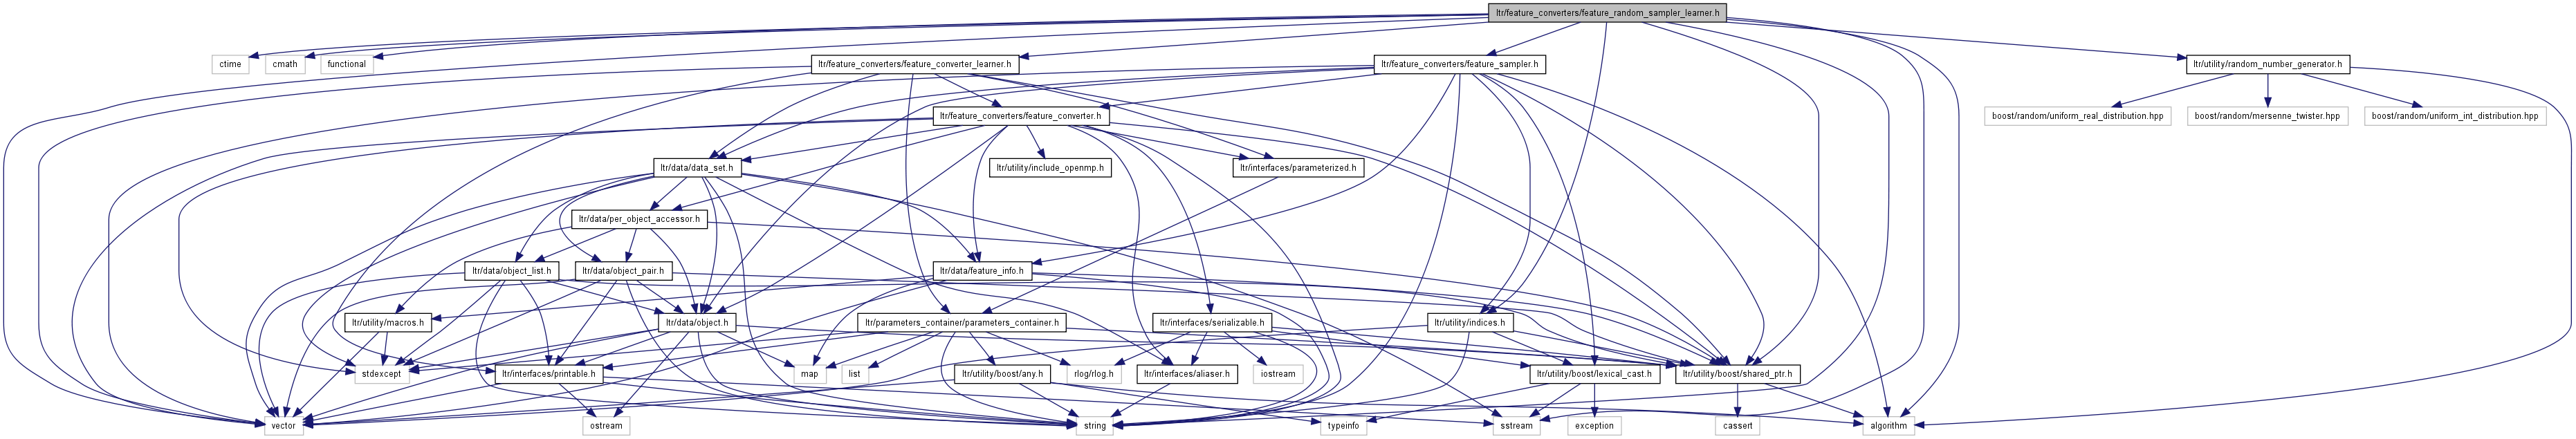 ltr/feature_converters/feature_random_sampler_learner.h
ctime
cmath
functional
ltr/feature_converters/feature_converter_learner.h
ltr/feature_converters/feature_sampler.h
ltr/utility/random_number_generator.h
ltr/feature_converters/feature_converter.h
boost/random/uniform_real_distribution.hpp
boost/random/mersenne_twister.hpp
boost/random/uniform_int_distribution.hpp
ltr/data/data_set.h
ltr/utility/include_openmp.h
ltr/interfaces/parameterized.h
ltr/data/per_object_accessor.h
ltr/data/object_list.h
ltr/data/object_pair.h
ltr/data/feature_info.h
ltr/utility/macros.h
ltr/data/object.h
ltr/parameters_container/parameters_container.h
ltr/interfaces/serializable.h
ltr/utility/indices.h
stdexcept
ltr/interfaces/printable.h
map
list
ltr/utility/boost/any.h
rlog/rlog.h
ltr/interfaces/aliaser.h
iostream
ltr/utility/boost/lexical_cast.h
ltr/utility/boost/shared_ptr.h
vector
ostream
string
typeinfo
sstream
exception
cassert
algorithm